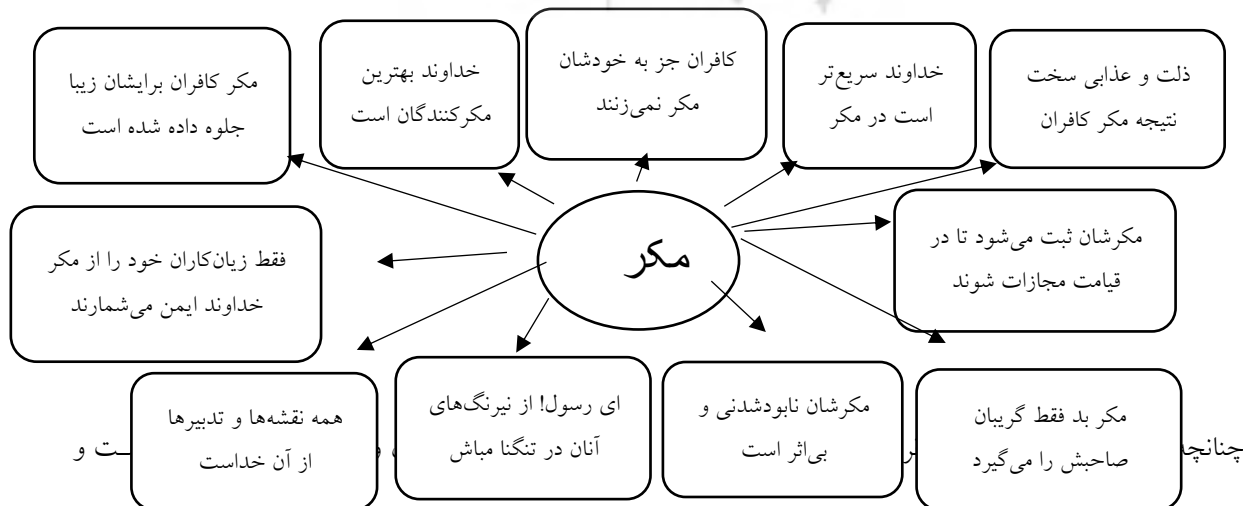 ذلت و عذابی سخت
نتیجه مکر کافران
خداوند سریع‌تر
است در مکر
کافران جز به خودشان
مکر نمی‌زنند
خداوند بهترین
مکرکنندگان است
مکر کافران برایشان زیبا
جلوه داده شده است
مکر
مکرشان ثبت می‌شود تا در
قیامت مجازات شوند
فقط زیان‌کاران خود را از مکر
خداوند ایمن می‌شمارند
مکر بد فقط گریبان
صاحبش را می‌گیرد
مکرشان نابودشدنی و
بی‌اثر است
ای رسول! از نیرنگ‌های
آنان در تنگنا مباش
همه نقشه‌ها و تدبیرها
از آن خداست
چنانچه و